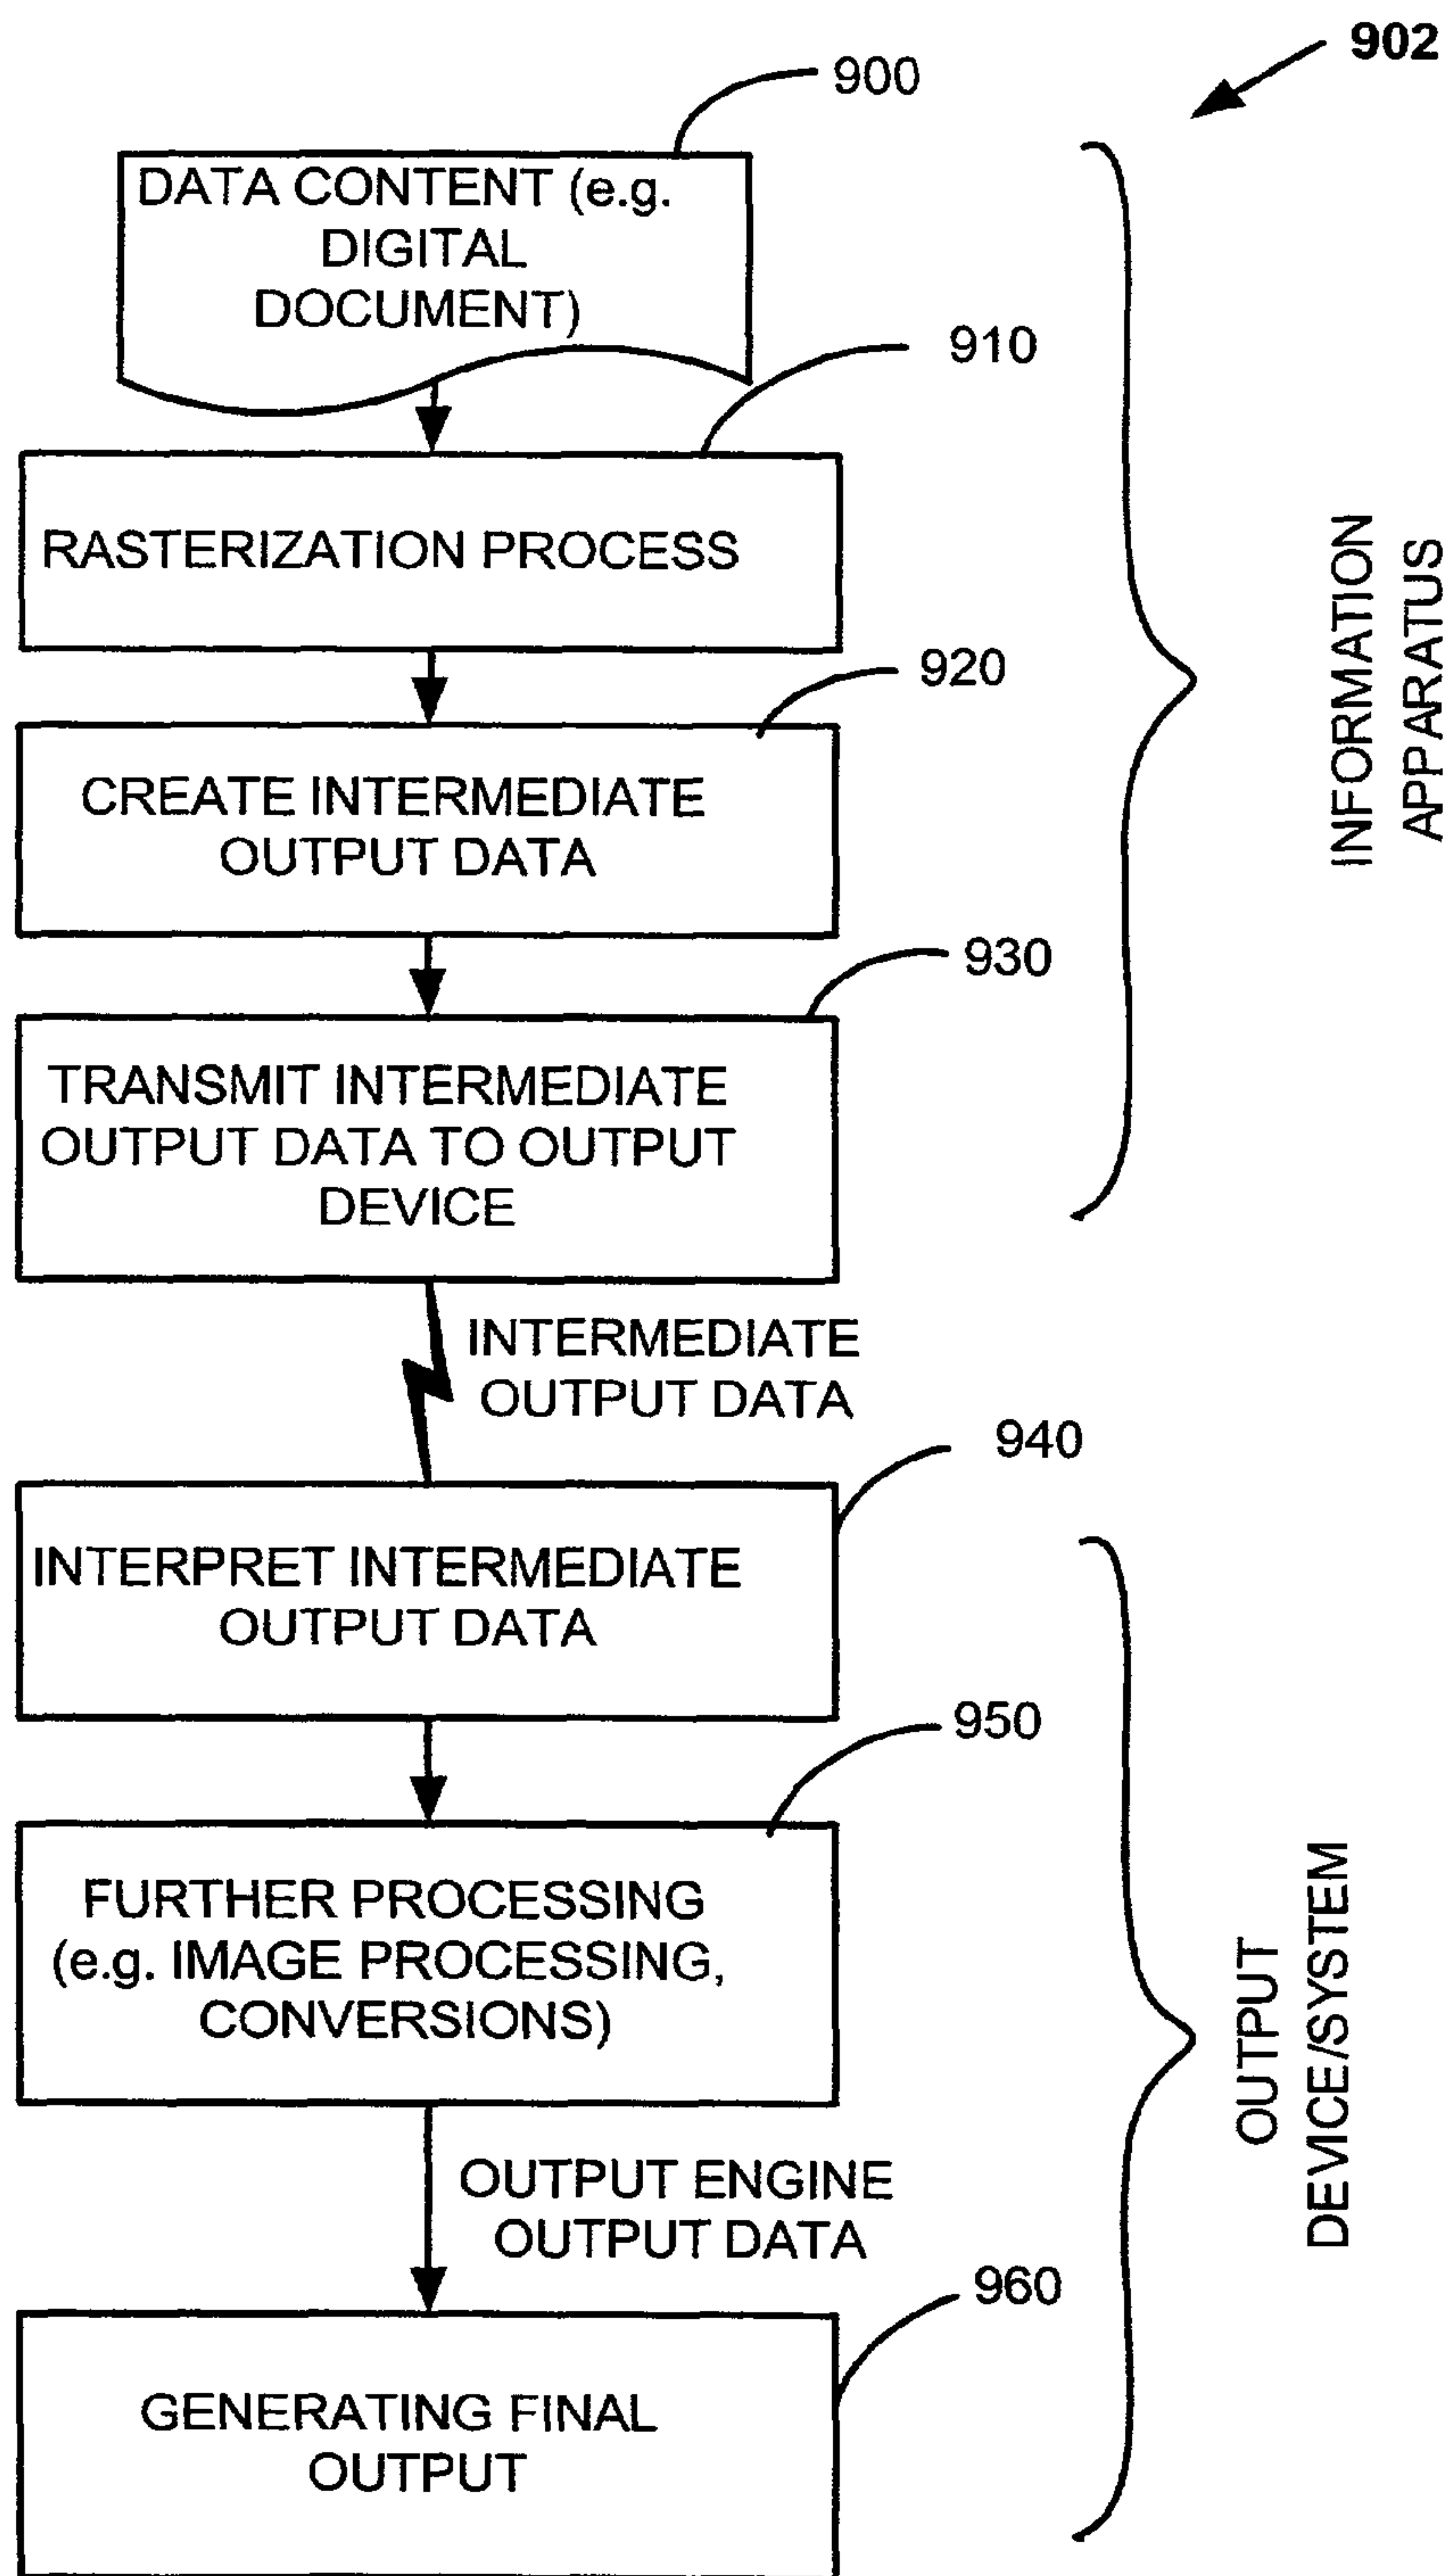 902
900
DATA CONTENT (e.g.
DIGITAL
DOCUMENT)
910
RASTERIZATION PROCESS
920
CREATE INTERMEDIATE
OUTPUT DATA
930
TRANSMIT INTERMEDIATE
OUTPUT DATA TO OUTPUT
DEVICE
INFORMATION
APPARATUS
INTERMEDIATE
OUTPUT DATA
940
INTERPRET INTERMEDIATE
OUTPUT DATA
950
FURTHER PROCESSING
(e.g. IMAGE PROCESSING,
CONVERSIONS)
OUTPUT ENGINE
OUTPUT DATA
960
GENERATING FINAL
OUTPUT
OUTPUT
DEVICE/SYSTEM